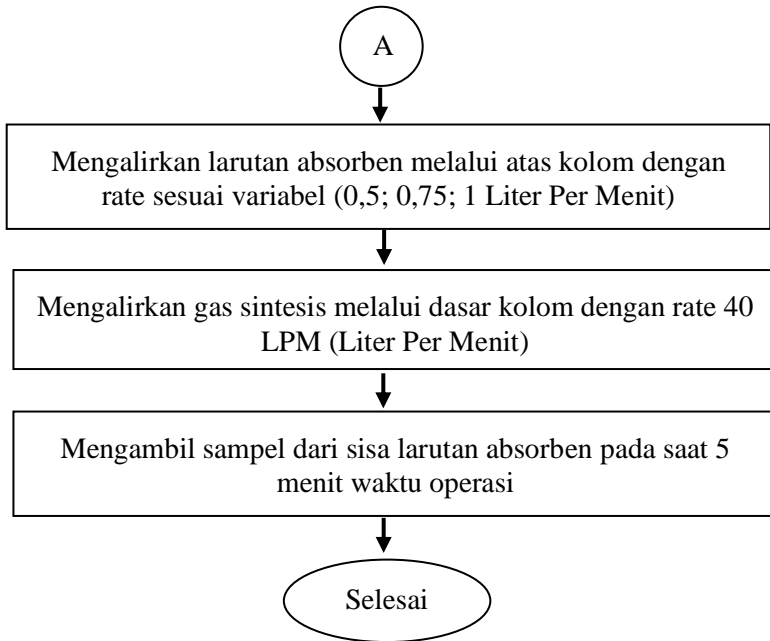 A
Mengalirkan larutan absorben melalui atas kolom dengan
rate sesuai variabel (0,5; 0,75; 1 Liter Per Menit)
Mengalirkan gas sintesis melalui dasar kolom dengan rate 40
LPM (Liter Per Menit)
Mengambil sampel dari sisa larutan absorben pada saat 5
menit waktu operasi
Selesai